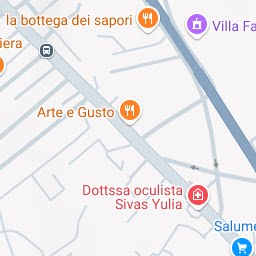 la bottega dei sapori
Villa Fa
iera
Arte e Gusto
Dottssa oculista
Sivas Yulia
Salume